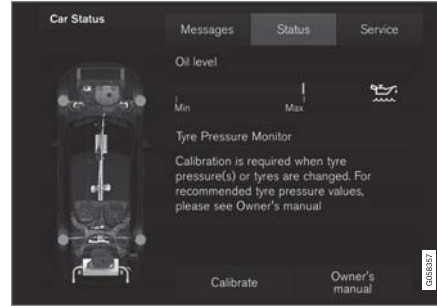 Car Status
Messages
Status
Service
Oil level
Min
Max
Tyre Pressure Monitor
Calibration is required when tyre
pressure(s) or tyres are changed. For
recommended tyre pressure values,
please see Owner's manual
Calibrate
Owner's
manual
G058357